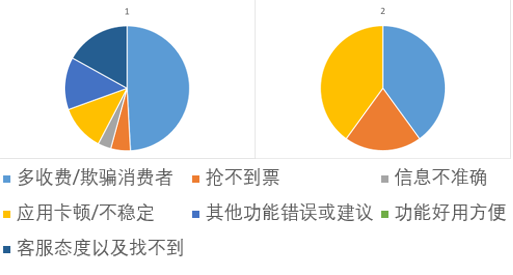 1 2
多收费/欺骗消费者 抢不到票 信息不准确
应用卡顿/不稳定 其他功能错误或建议 功能好用方便
客服态度以及找不到